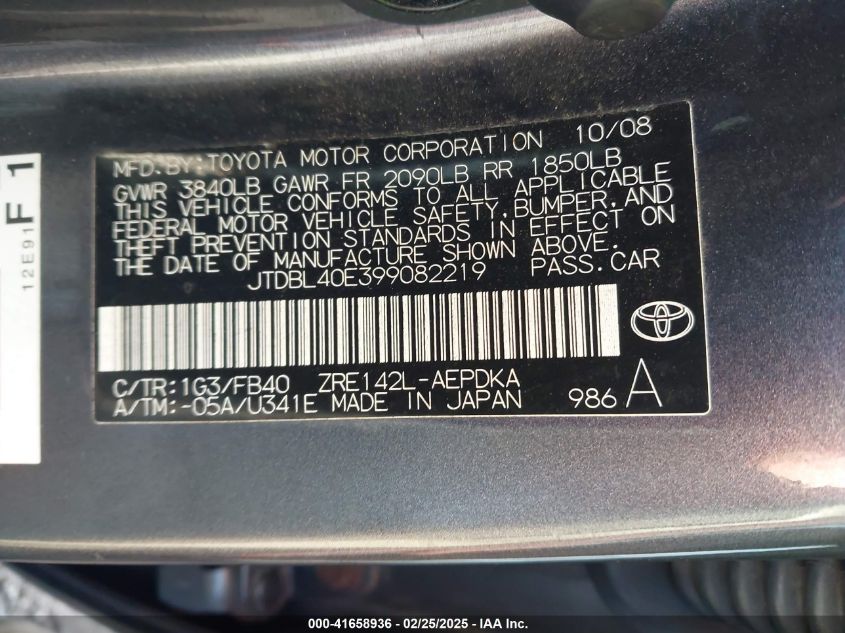 MFD.BY:TOYOTA MOTOR CORPORATION 10/08
GVWR 3840LB GAWR FR 2090LB RR 1850LB
THIS VEHICLE CONFORMS TO ALL APPLICABLE
FEDERAL MOTOR VEHICLE SAFETY,BUMPER,AND
THEFT PREVENTION STANDARDS IN EFFECT ON
THE DATE OF MANUFACTURE SHOWN ABOVE.
JTDBL40E399082219 PASS.CAR
C/TR:1G3/FB40 ZRE142L-AEPDKA
A/TM:-05A/U341E MADE IN JAPAN 986 A
F 1
12E91
000-41658936 - 02/25/2025 - IAA Inc.